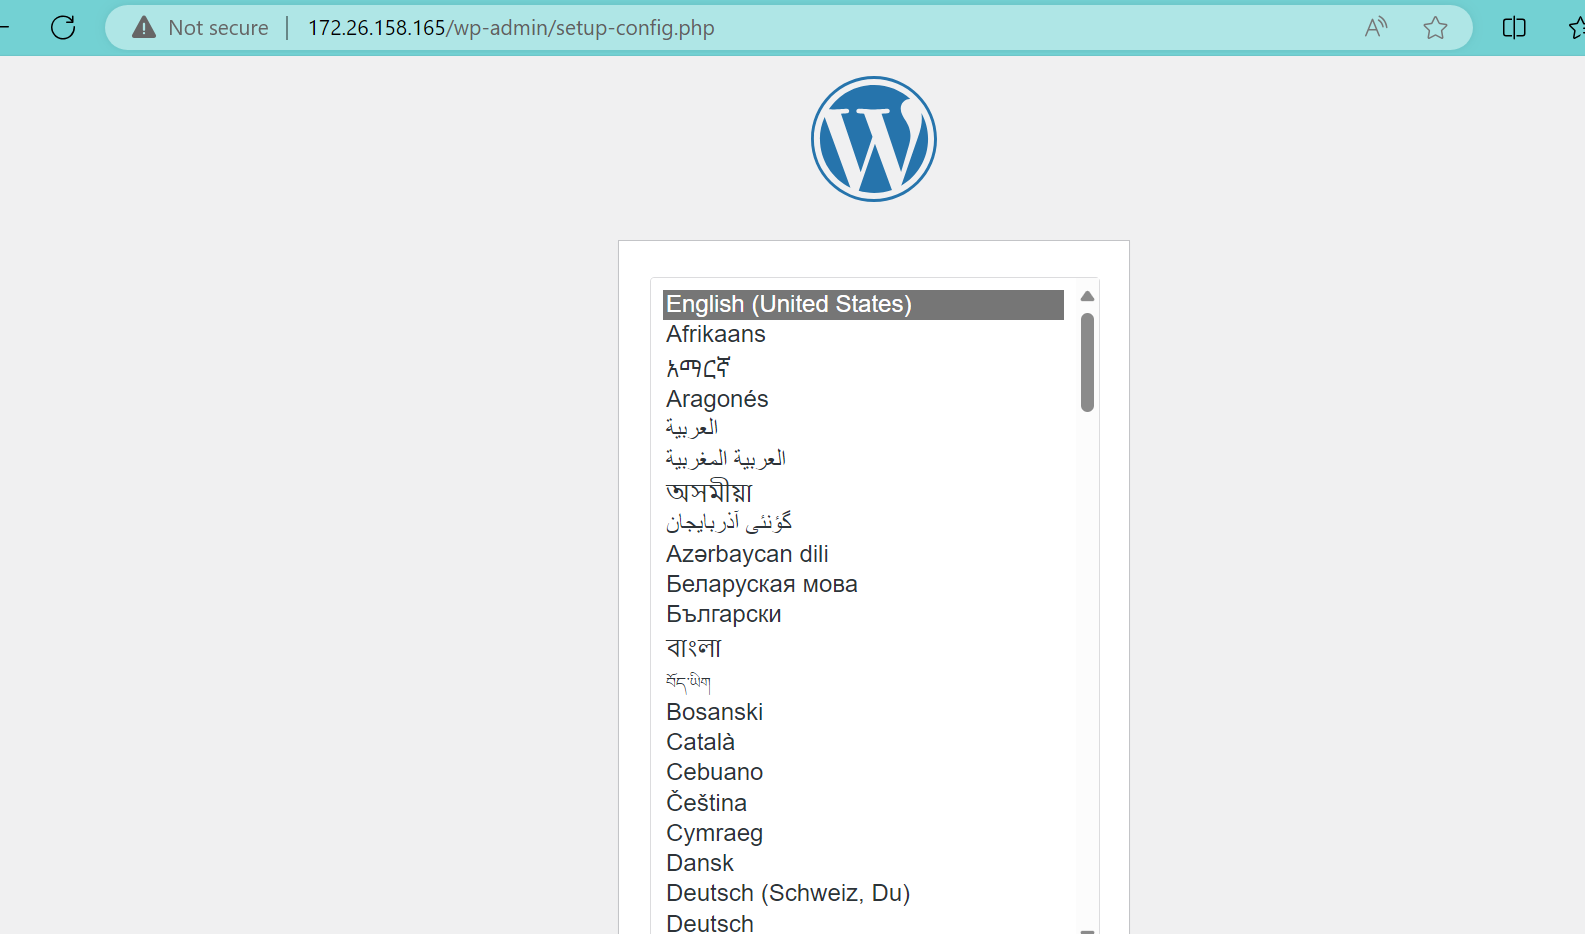 Not secure | 172.26.158.165/wp-admin/setup-config.php
English (United States)
Afrikaans
አማርኛ
Aragonés
العربية
العربية المغربية
অসমীয়া
گؤنئی آذربایجان
Azərbaycan dili
Беларуская мова
Български
বাংলা
བོད་ཡིག
Bosanski
Català
Cebuano
Čeština
Cymraeg
Dansk
Deutsch (Schweiz, Du)
Deutsch